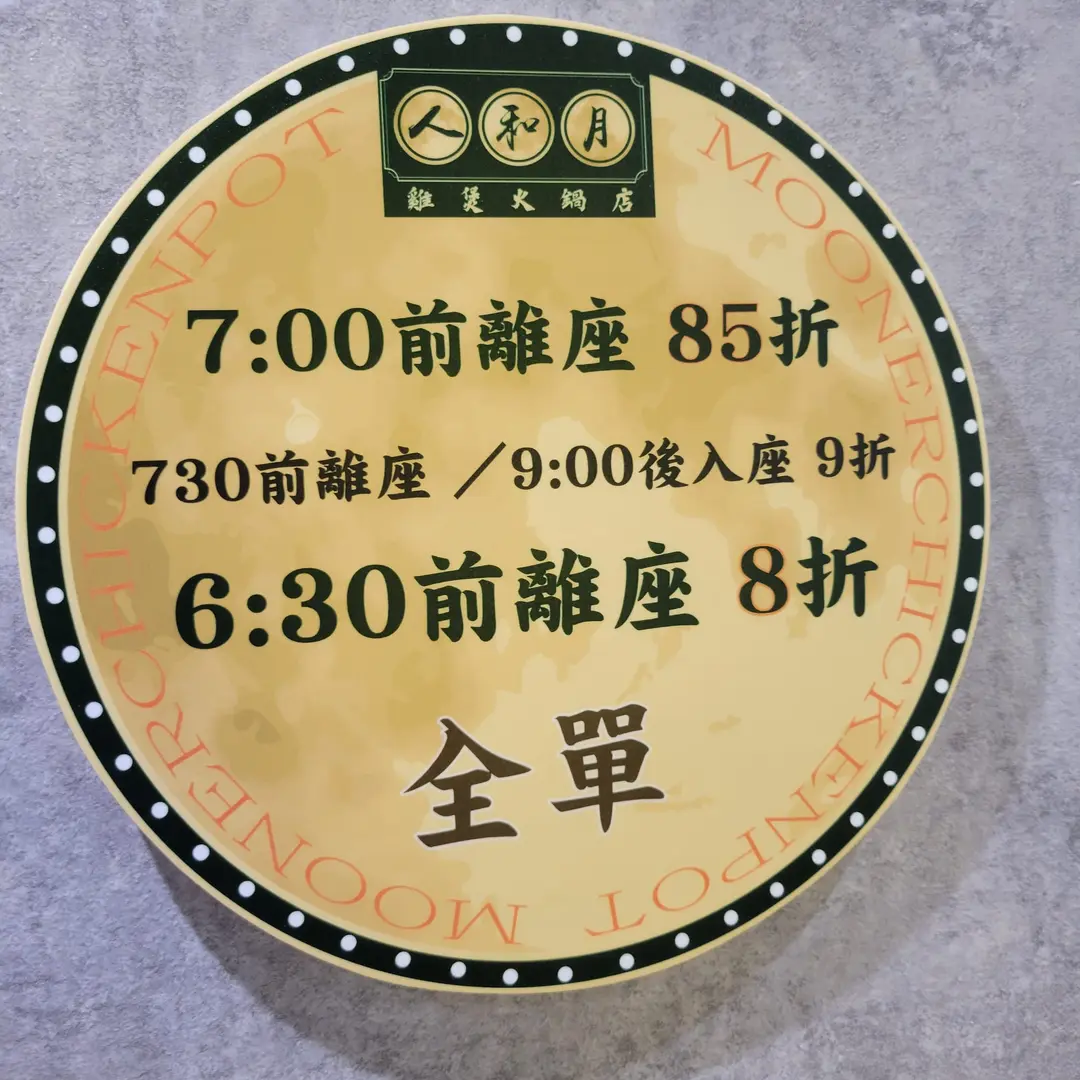 人和月
雞煲火鍋店
MOONERCHICKENPOT
MOONERCHICKENPOT
7:00前離座 85折
730前離座 ／9:00後入座 9折
6:30前離座 8折
全單